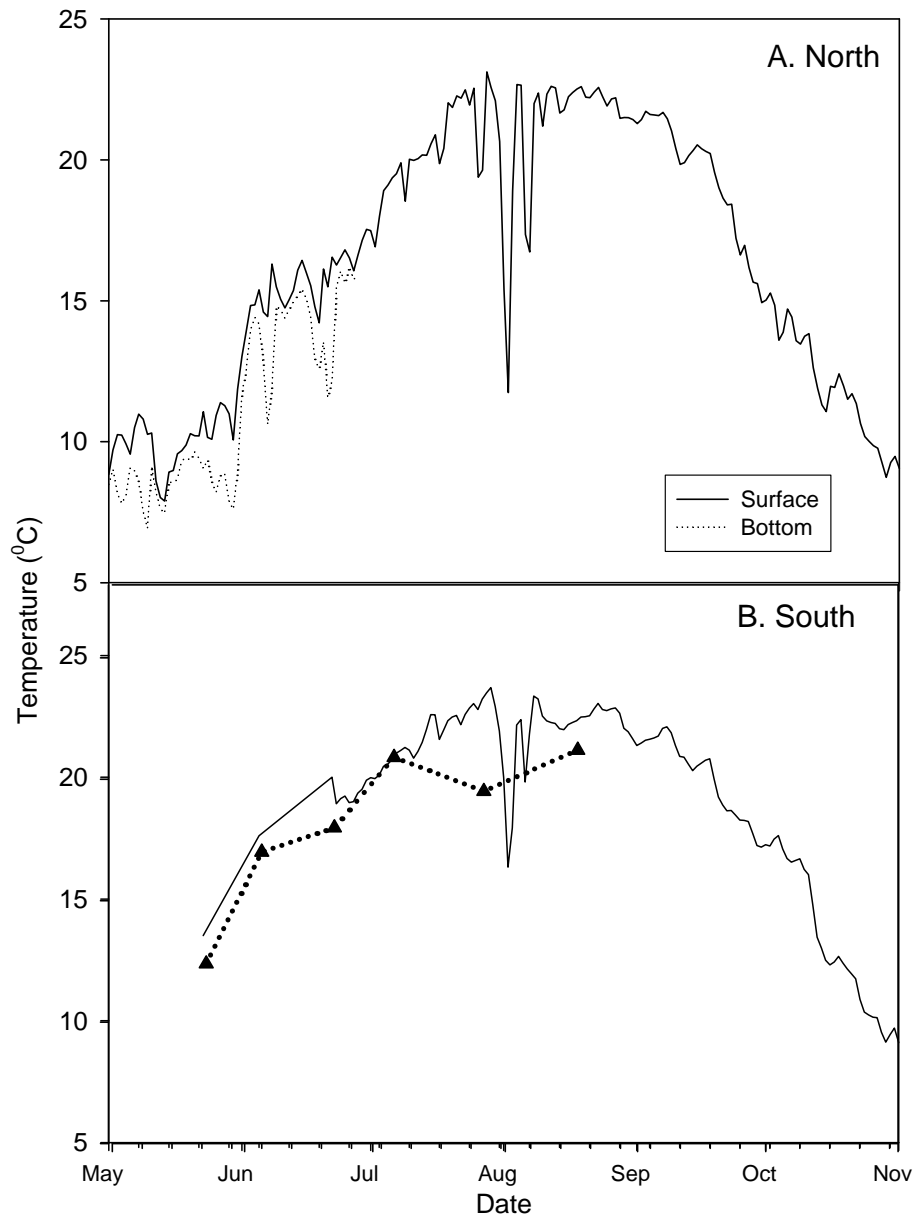 25
A. North
20
15
10
Surface
Bottom
5
Temperature (⁰C)
B. South
25
20
15
10
5
May Jun Jul Aug Sep Oct Nov
Date